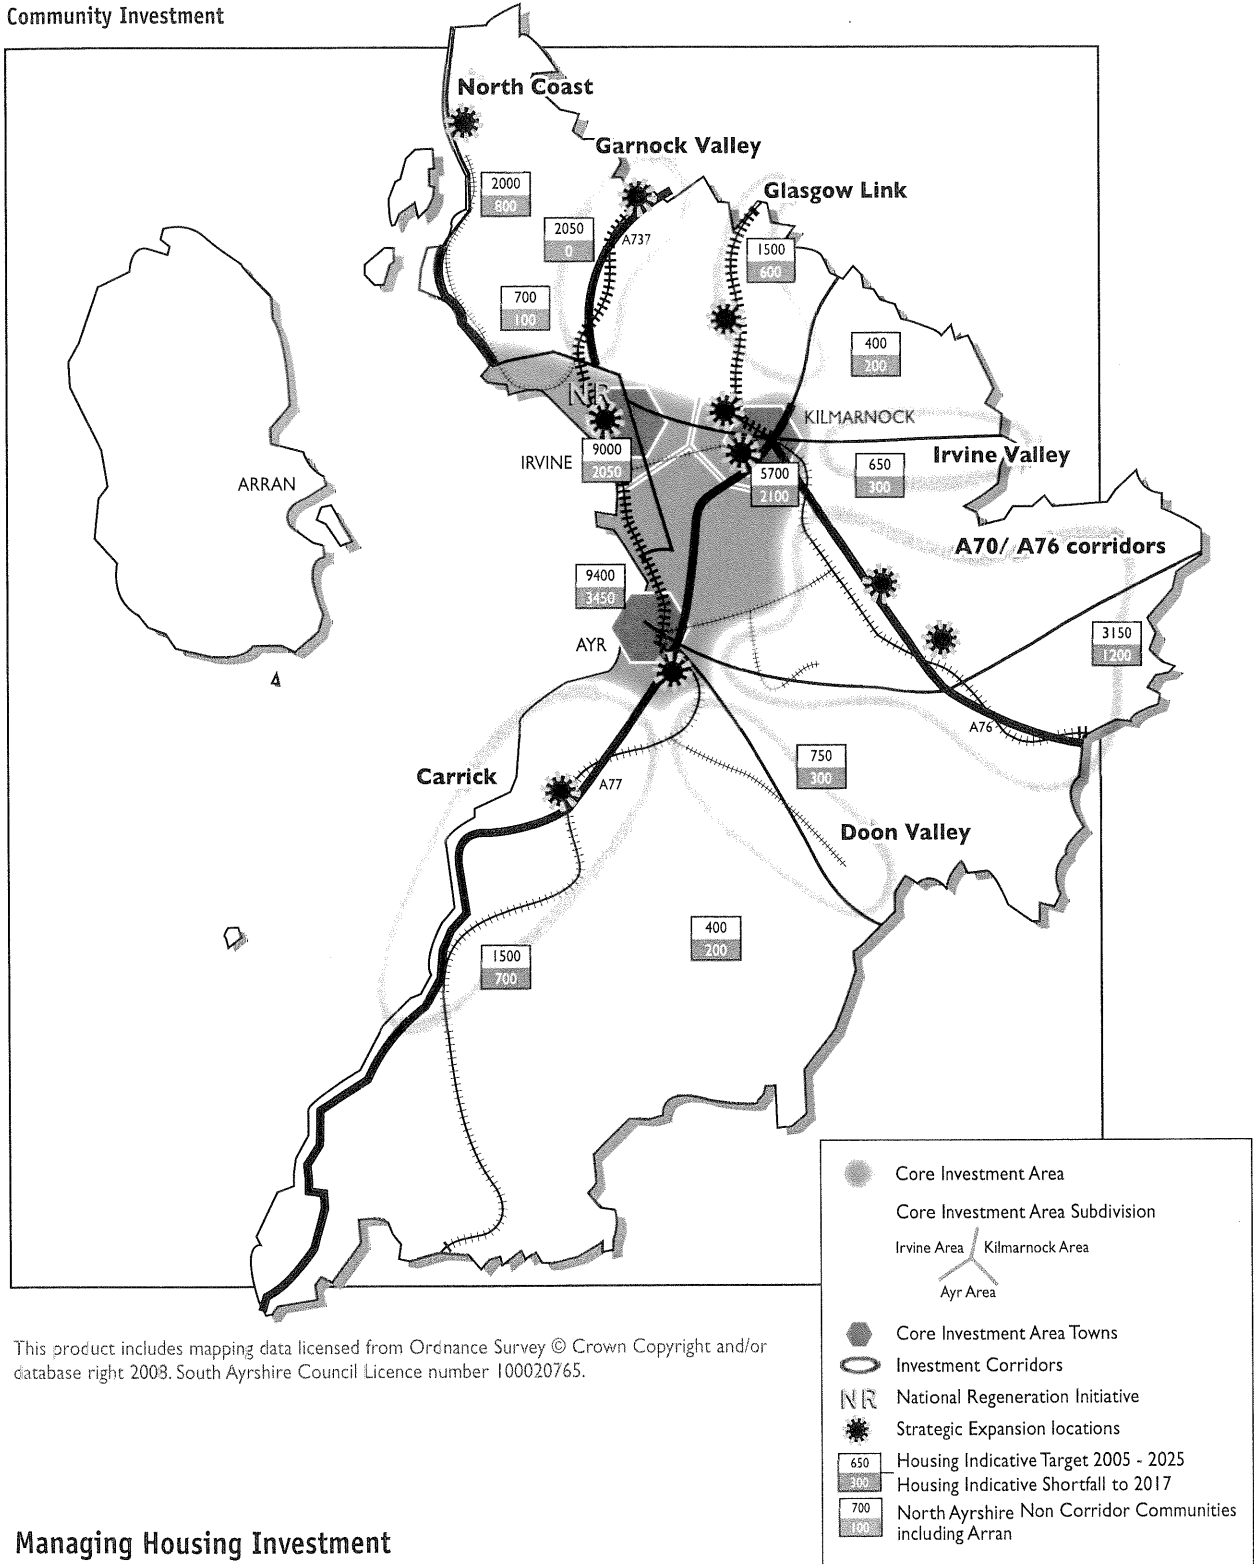 Community Investment
North Coast
Garnock Valley
Glasgow Link
2000
800
2050
0
A737
1500
600
700
100
400
200
NR
KILMARNOCK
IRVINE
9000
2050
Irvine Valley
5700
2100
650
300
ARRAN
A70/ A76 corridors
9400
3450
AYR
3150
1200
A76
750
300
Carrick
A77
Doon Valley
400
200
1500
700
Core Investment Area
Core Investment Area Subdivision
Irvine Area
Kilmarnock Area
Ayr Area
Core Investment Area Towns
Investment Corridors
NR National Regeneration Initiative
Strategic Expansion locations
650 Housing Indicative Target 2005 - 2025
300 Housing Indicative Shortfall to 2017
700 North Ayrshire Non Corridor Communities
100 including Arran
This product includes mapping data licensed from Ordnance Survey © Crown Copyright and/or
database right 2008. South Ayrshire Council Licence number 100020765.
Managing Housing Investment